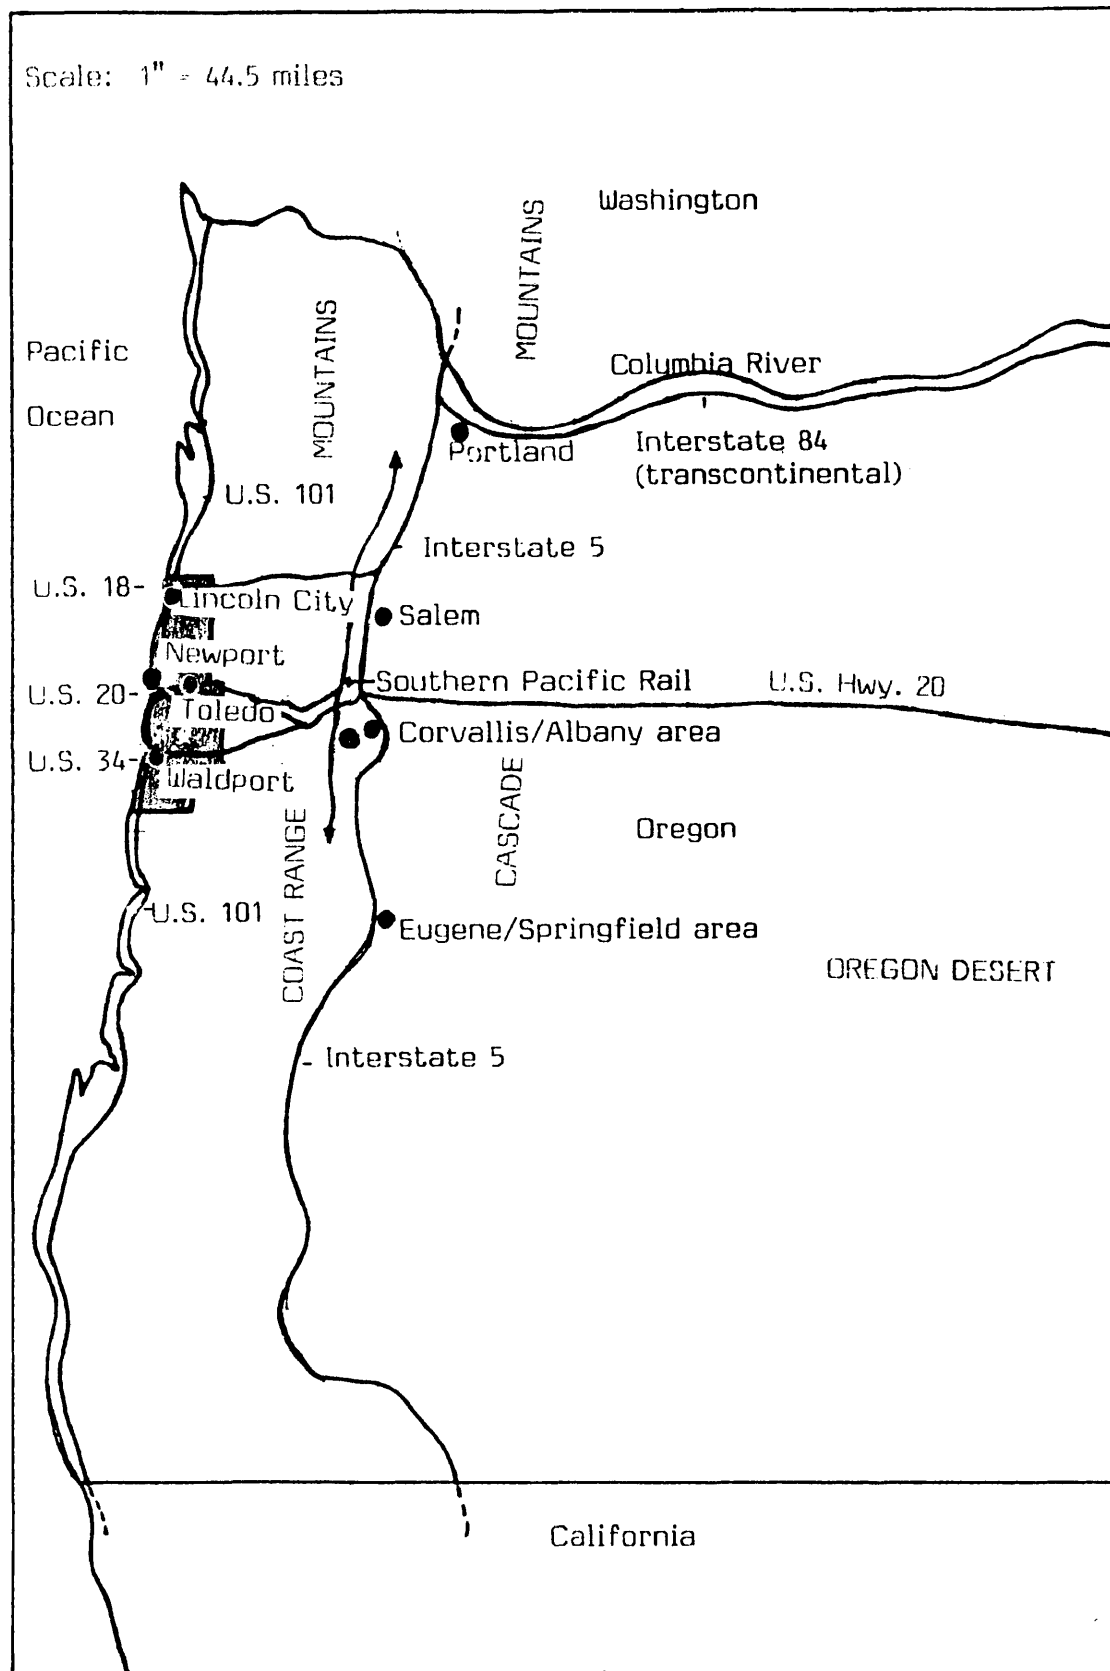 Scale: 1" = 44.5 miles
Washington
MOUNTAINS
MOUNTAINS
Pacific
Ocean
Columbia River
Portland
Interstate 84
(transcontinental)
U.S. 101
Interstate 5
U.S. 18-
Lincoln City
Salem
Newport
U.S. 20-
Southern Pacific Rail
U.S. Hwy. 20
Toledo
Corvallis/Albany area
U.S. 34-
Waldport
CASCADE
COAST RANGE
Oregon
U.S. 101
Eugene/Springfield area
OREGON DESERT
Interstate 5
California